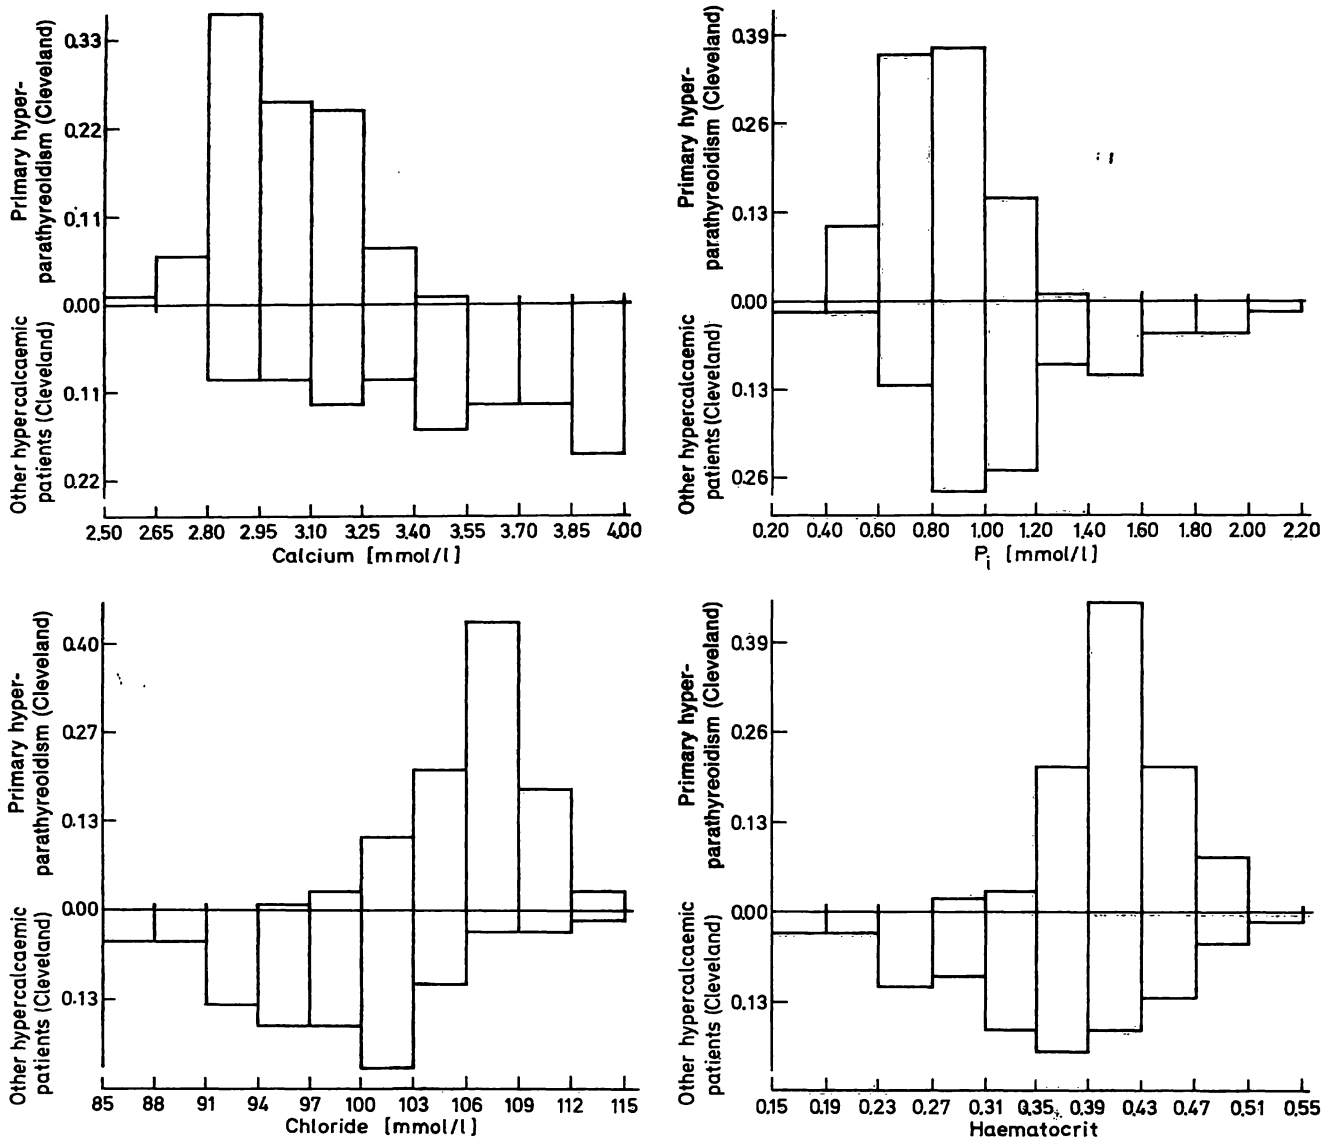 Primary hyper-
parathyreoidism (Cleveland)
Other hypercalcaemic
patients (Cleveland)
0.33
0.22
0.11
0.00
0.11
0.22
2.50 2.65 2.80 2.95 3.10 3.25 3.40 3.55 3.70 3.85 4.00
Calcium [mmol/l]
Primary hyper-
parathyreoidism (Cleveland)
Other hypercalcaemic
patients (Cleveland)
0.39
0.26
0.13
0.00
0.13
0.26
0.20 0.40 0.60 0.80 1.00 1.20 1.40 1.60 1.80 2.00 2.20
Pi [mmol/l]
Primary hyper-
parathyreoidism (Cleveland)
Other hypercalcaemic
patients (Cleveland)
0.40
0.27
0.13
0.00
0.13
85 88 91 94 97 100 103 106 109 112 115
Chloride [mmol/l]
Primary hyper-
parathyreoidism (Cleveland)
Other hypercalcaemic
patients (Cleveland)
0.39
0.26
0.13
0.00
0.13
0.15 0.19 0.23 0.27 0.31 0.35 0.39 0.43 0.47 0.51 0.55
Haematocrit